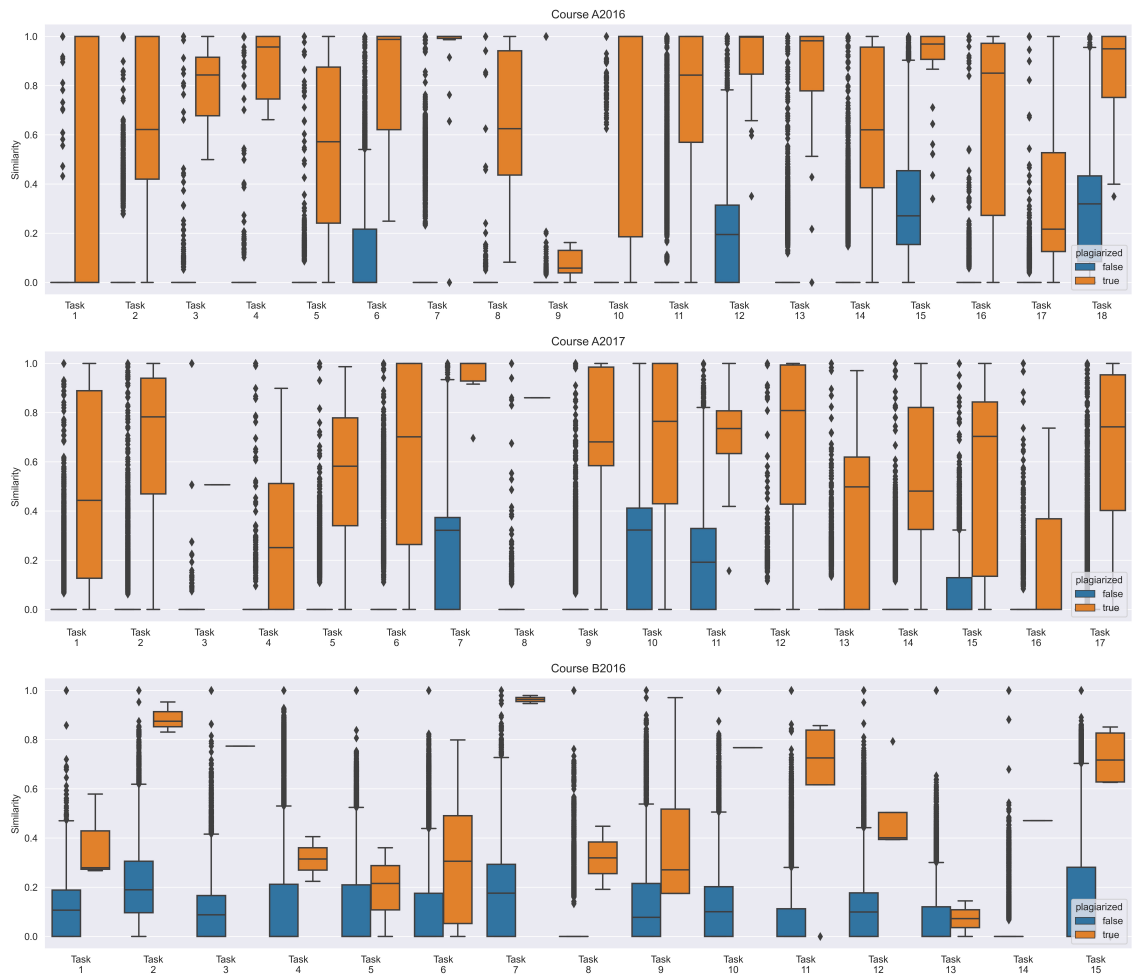 Course A2016
Similarity
1.0
0.8
0.6
0.4
0.2
0.0
plagiarized
false
true
Task Task Task Task Task Task Task Task Task Task Task Task Task Task Task Task Task Task
1 2 3 4 5 6 7 8 9 10 11 12 13 14 15 16 17 18
Course A2017
Similarity
1.0
0.8
0.6
0.4
0.2
0.0
plagiarized
false
true
Task Task Task Task Task Task Task Task Task Task Task Task Task Task Task Task Task
1 2 3 4 5 6 7 8 9 10 11 12 13 14 15 16 17
Course B2016
Similarity
1.0
0.8
0.6
0.4
0.2
0.0
plagiarized
false
true
Task Task Task Task Task Task Task Task Task Task Task Task Task Task Task
1 2 3 4 5 6 7 8 9 10 11 12 13 14 15